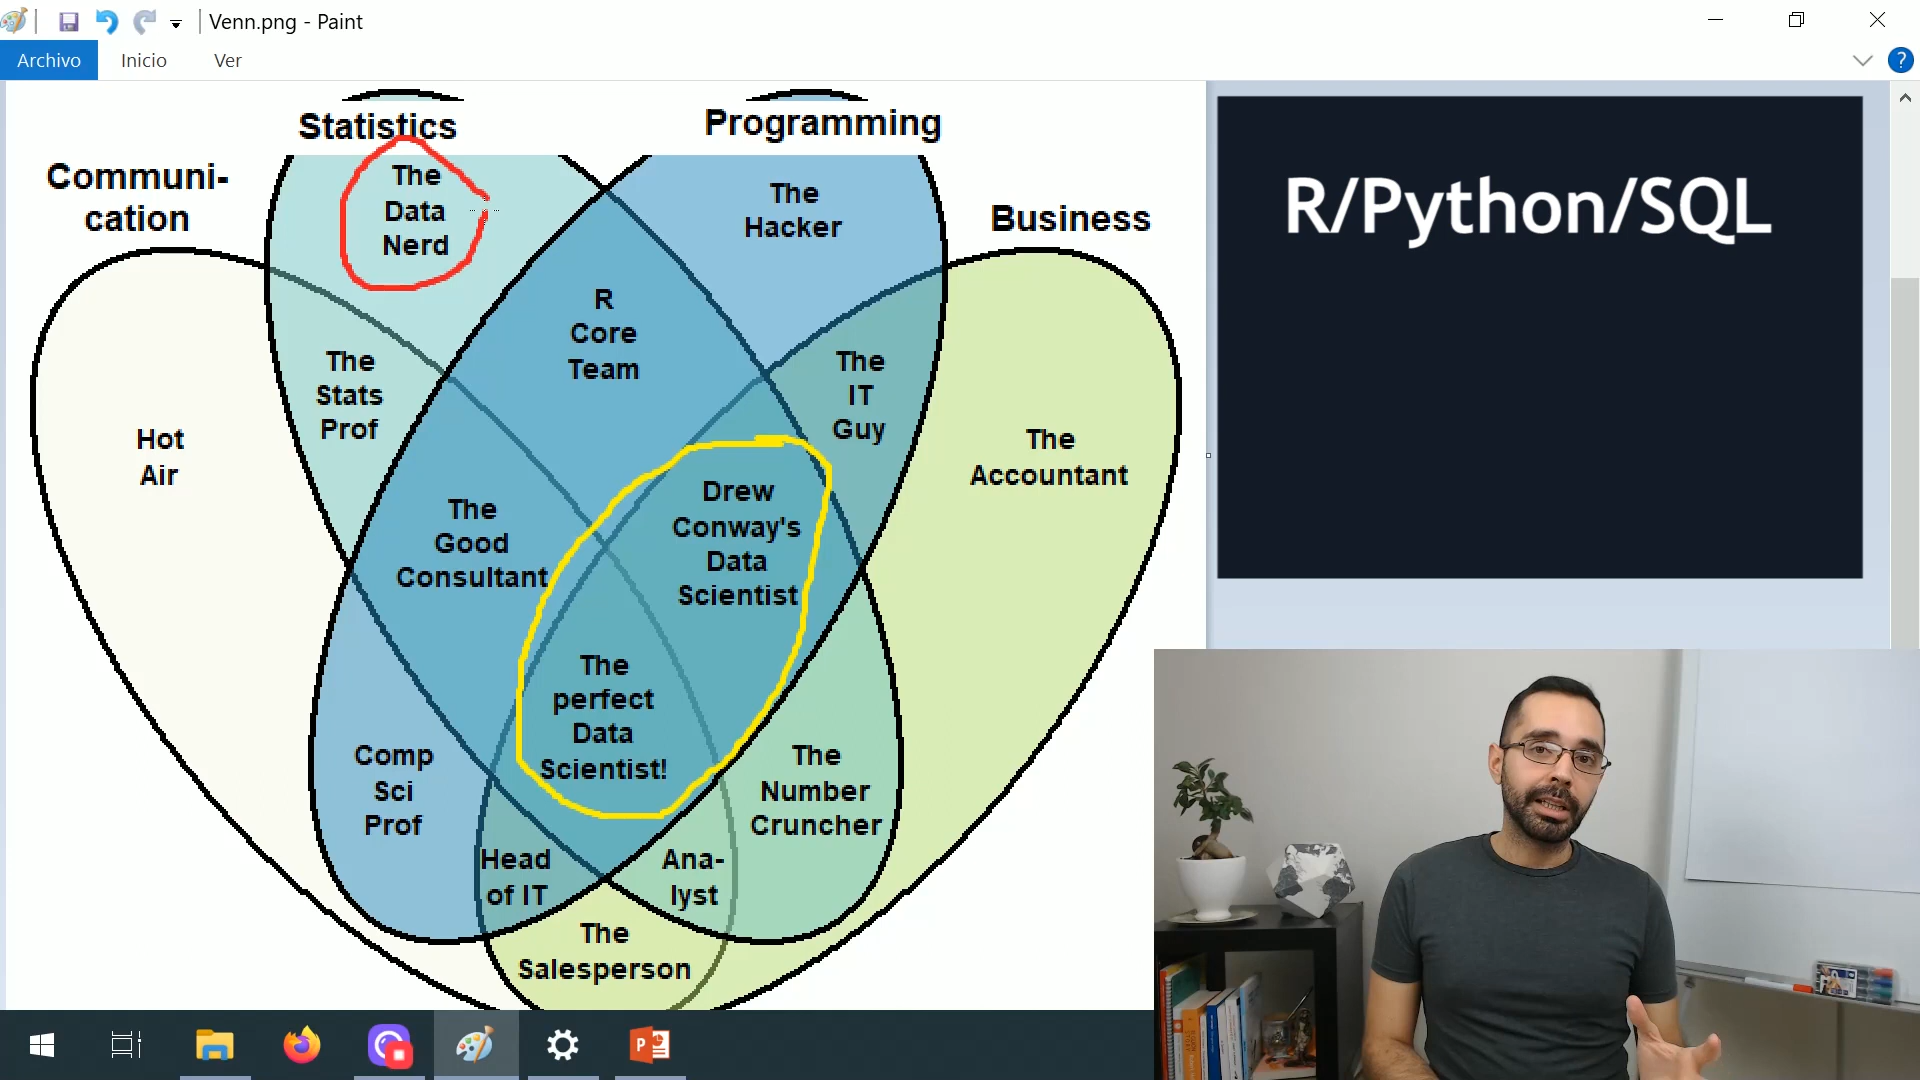 Venn.png - Paint
Archivo
Inicio
Ver
?
Statistics
Programming
Communi-
cation
Business
The
Data
Nerd
The
Hacker
R
Core
Team
The
Stats
Prof
The
IT
Guy
Hot
Air
The
Accountant
The
Good
Consultant
Drew
Conway's
Data
Scientist
The
perfect
Data
Scientist!
Comp
Sci
Prof
The
Number
Cruncher
Head
of IT
Ana-
lyst
The
Salesperson
R/Python/SQL
P